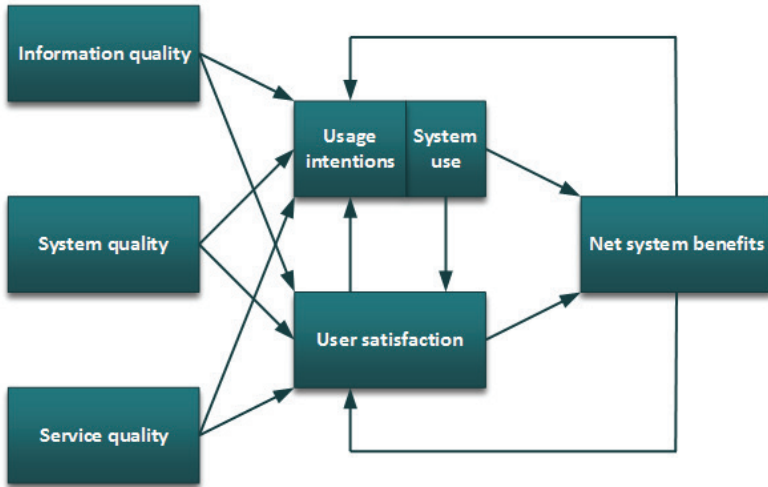 Information quality
Usage
intentions
System
use
System quality
Net system benefits
User satisfaction
Service quality